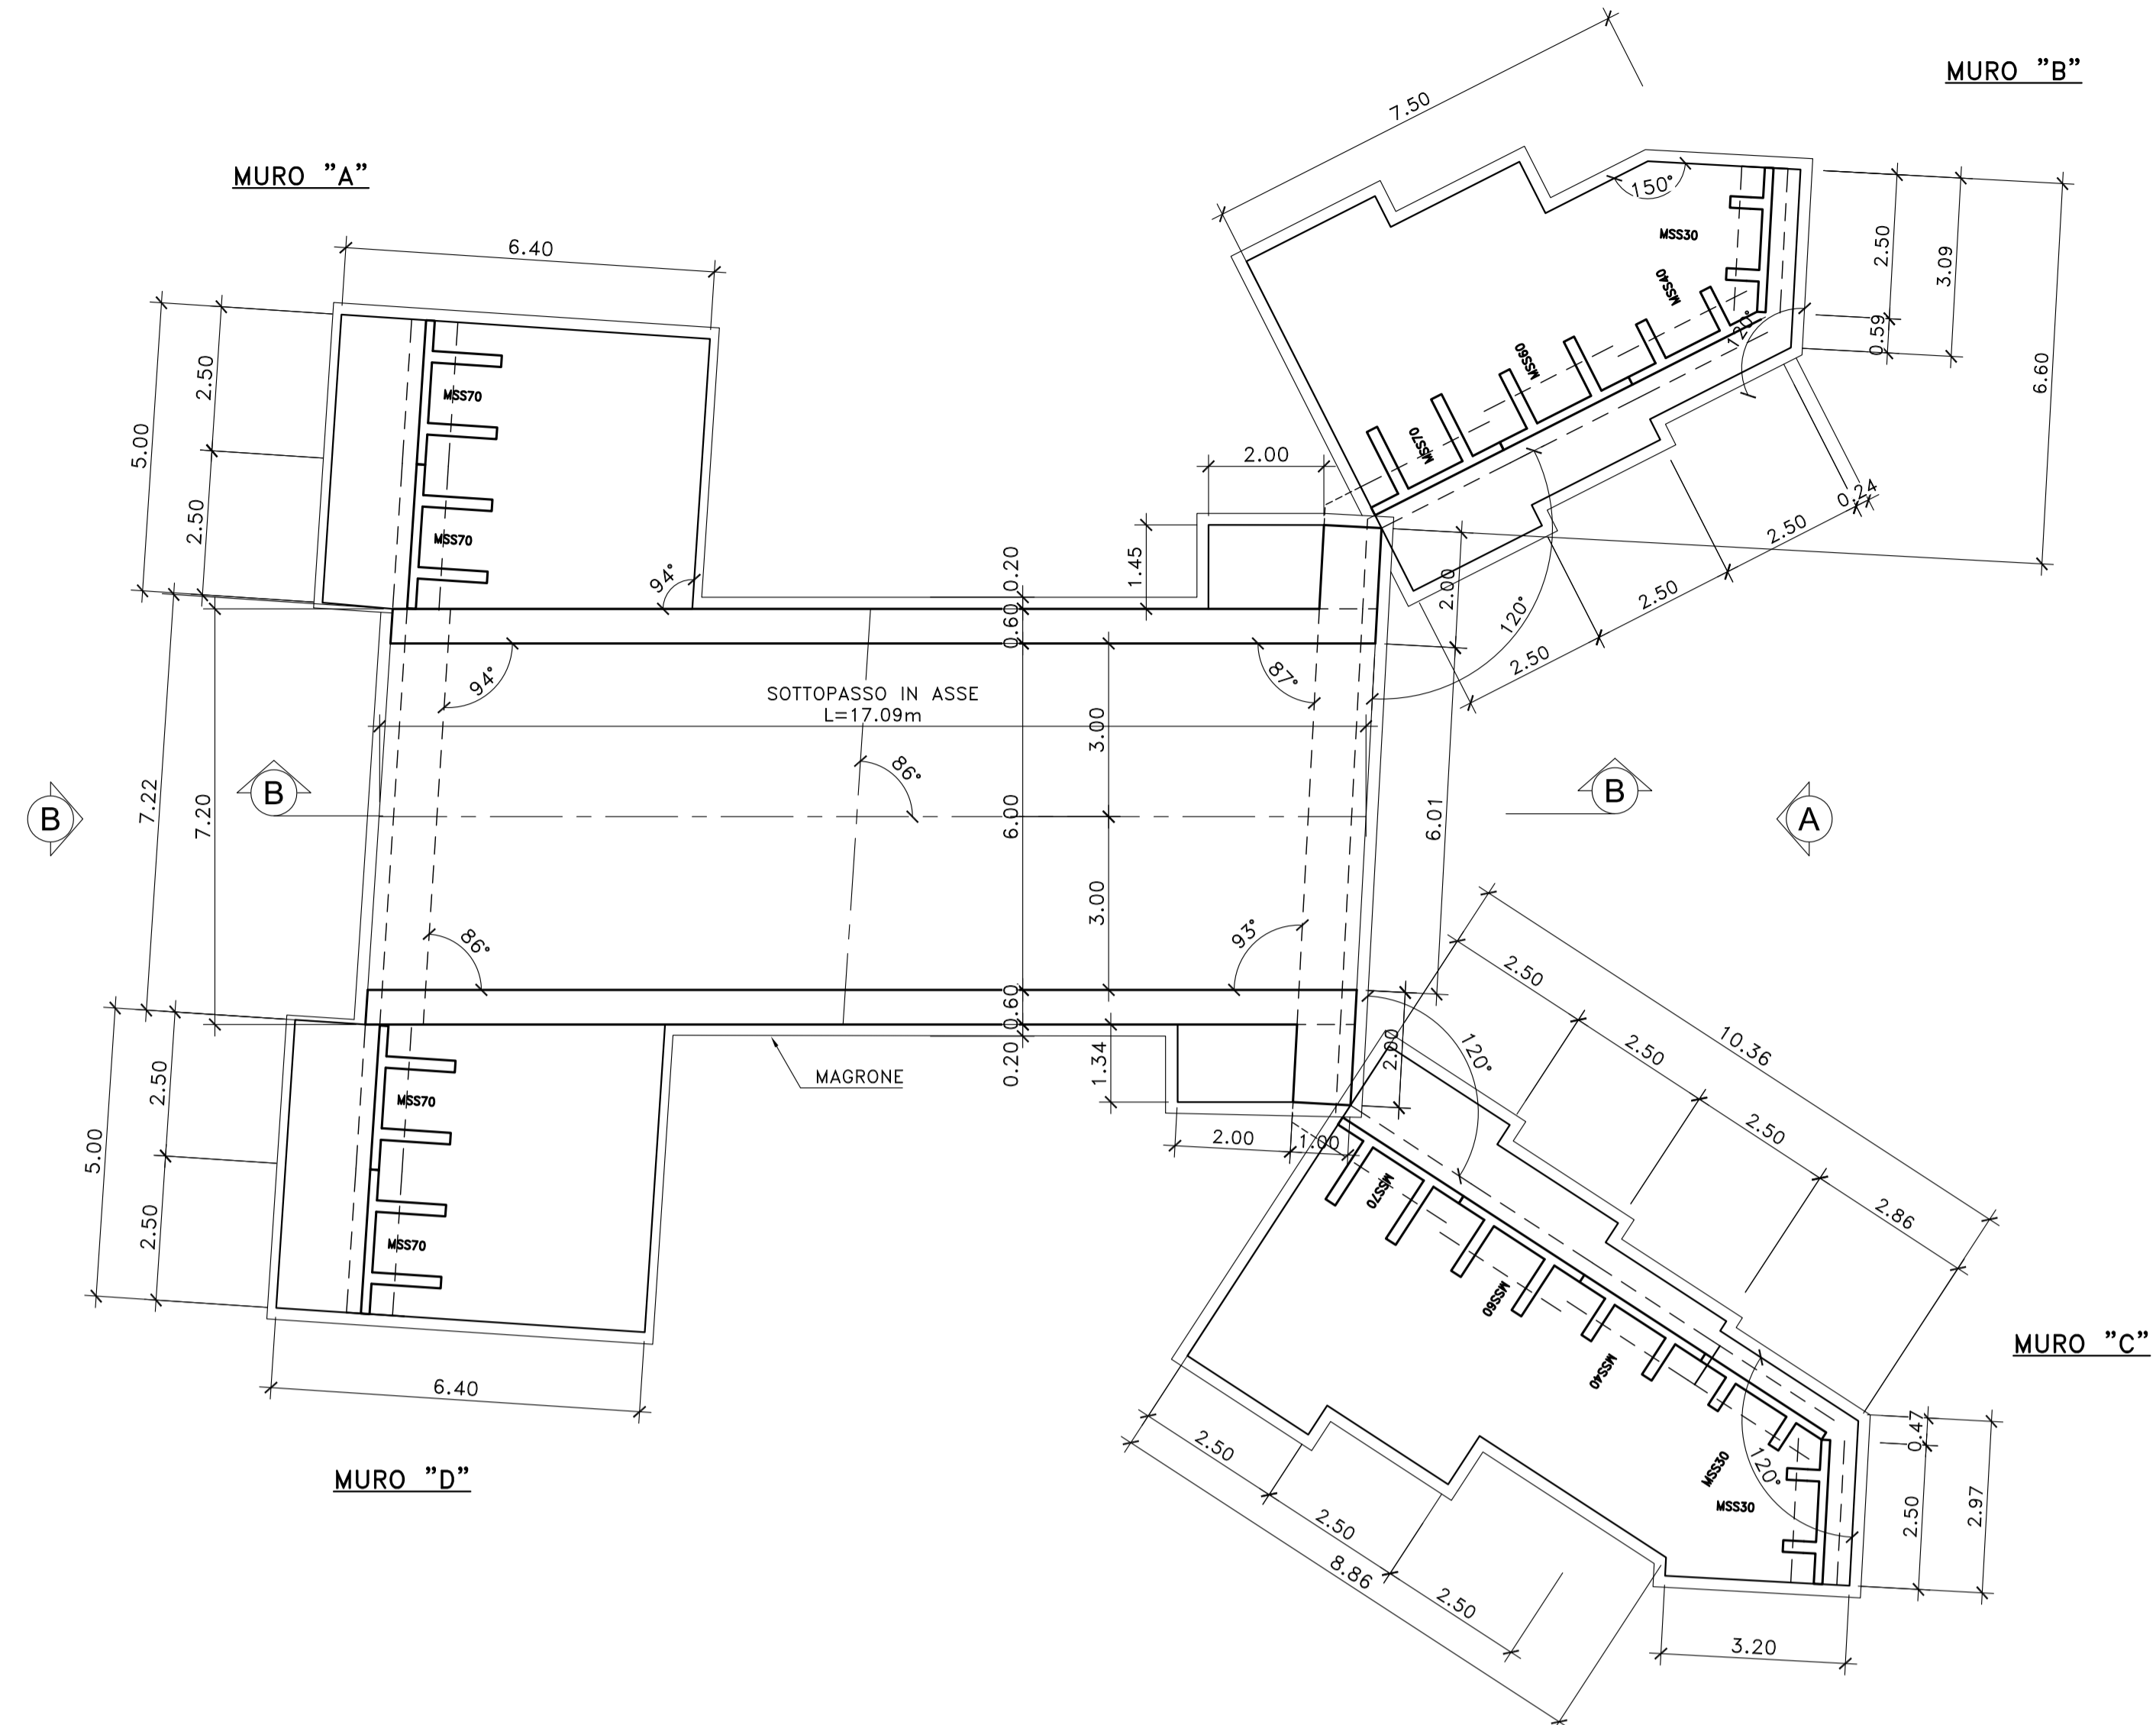 MURO "A"
MURO "B"
7.50
6.40
150°
MSS30
MSS40
MSS60
MSS70
120°
2.50
3.09
0.59
6.60
0.24
2.50
2.50
2.50
120°
2.00
2.00
1.45
5.00
2.50
2.50
MSS70
MSS70
94°
0.20
0.60
94°
87°
SOTTOPASSO IN ASSE
L=17.09m
86°
3.00
6.00
3.00
6.01
7.22
7.20
B
B
B
A
86°
93°
0.60
0.20
1.34
MAGRONE
2.00
1.00
2.00
120°
2.50
2.50
2.50
2.86
10.36
5.00
2.50
2.50
MSS70
MSS70
6.40
MSS70
MSS60
MSS40
MSS30
MSS30
120°
0.47
2.50
2.97
MURO "C"
2.50
2.50
2.50
8.86
3.20
MURO "D"